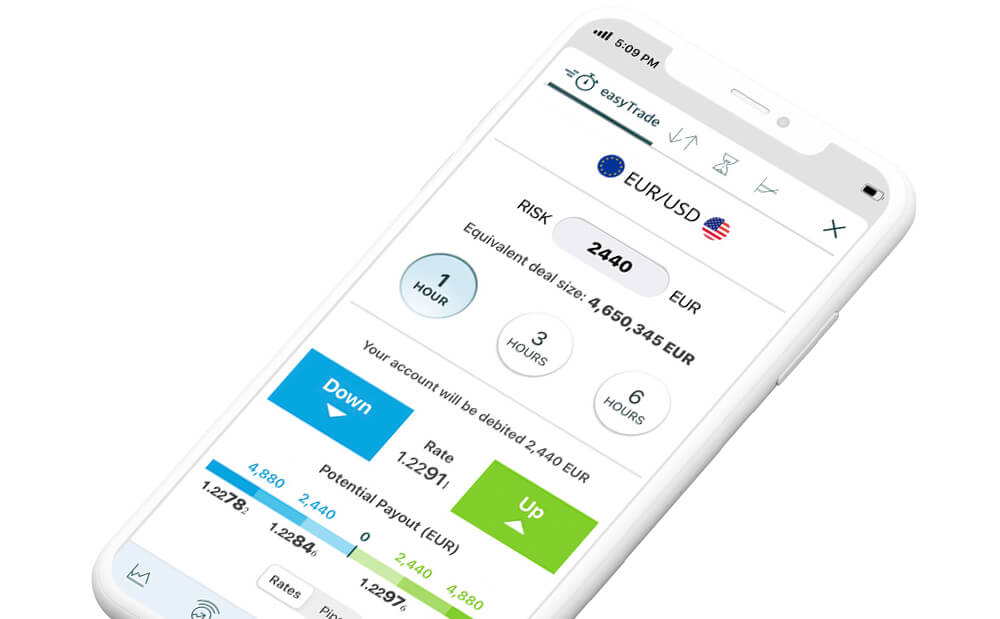 5:09 PM
easyTrade
EUR/USD
RISK 2440 EUR
Equivalent deal size: 4,650,345 EUR
1 HOUR
3 HOURS
6 HOURS
Your account will be debited 2,440 EUR
Down
Rate
1.22911
Up
Potential Payout (EUR)
4,880 2,440 0 2,440 4,880
1.22782 1.22846 1.22976
Rates